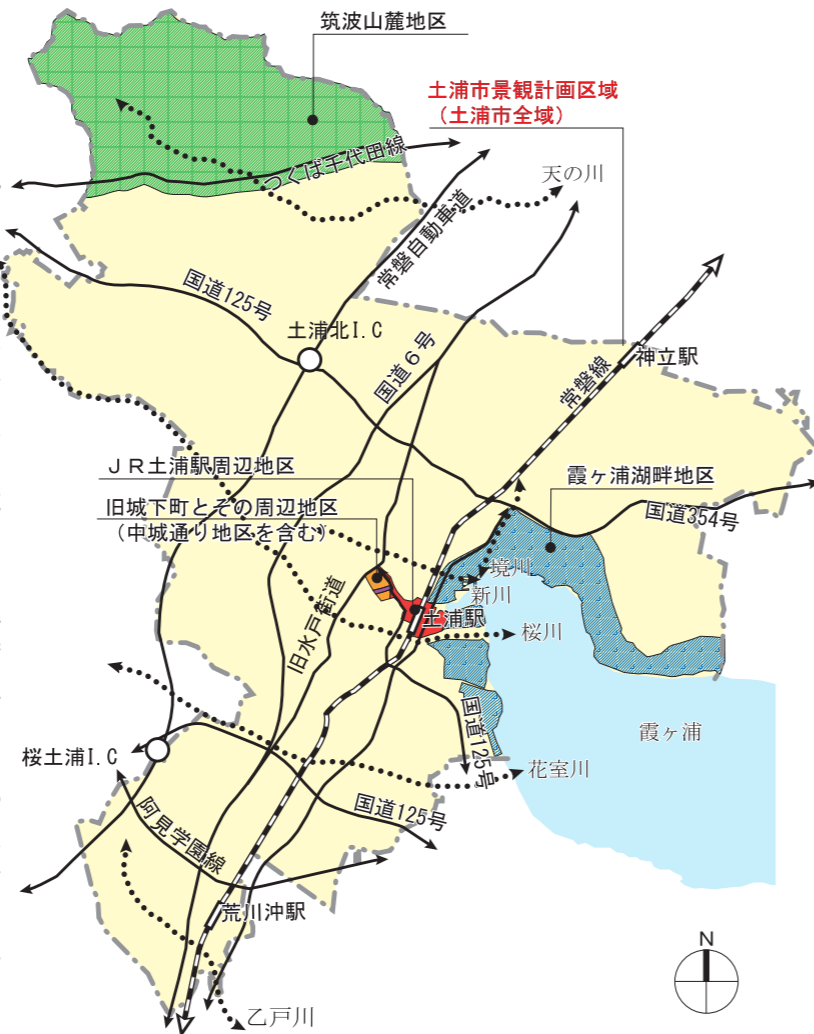 筑波山麓地区
土浦市景観計画区域
（土浦市全域）
つくば千代田線
天の川
常磐自動車道
国道125号
土浦北I.C
国道６号
常磐線
神立駅
ＪＲ土浦駅周辺地区
霞ヶ浦湖畔地区
旧城下町とその周辺地区
（中城通り地区を含む）
国道354号
境川
新川
土浦駅
桜川
旧水戸街道
霞ヶ浦
国道125号
桜土浦I.C
花室川
阿見学園線
国道125号
荒川沖駅
乙戸川
N